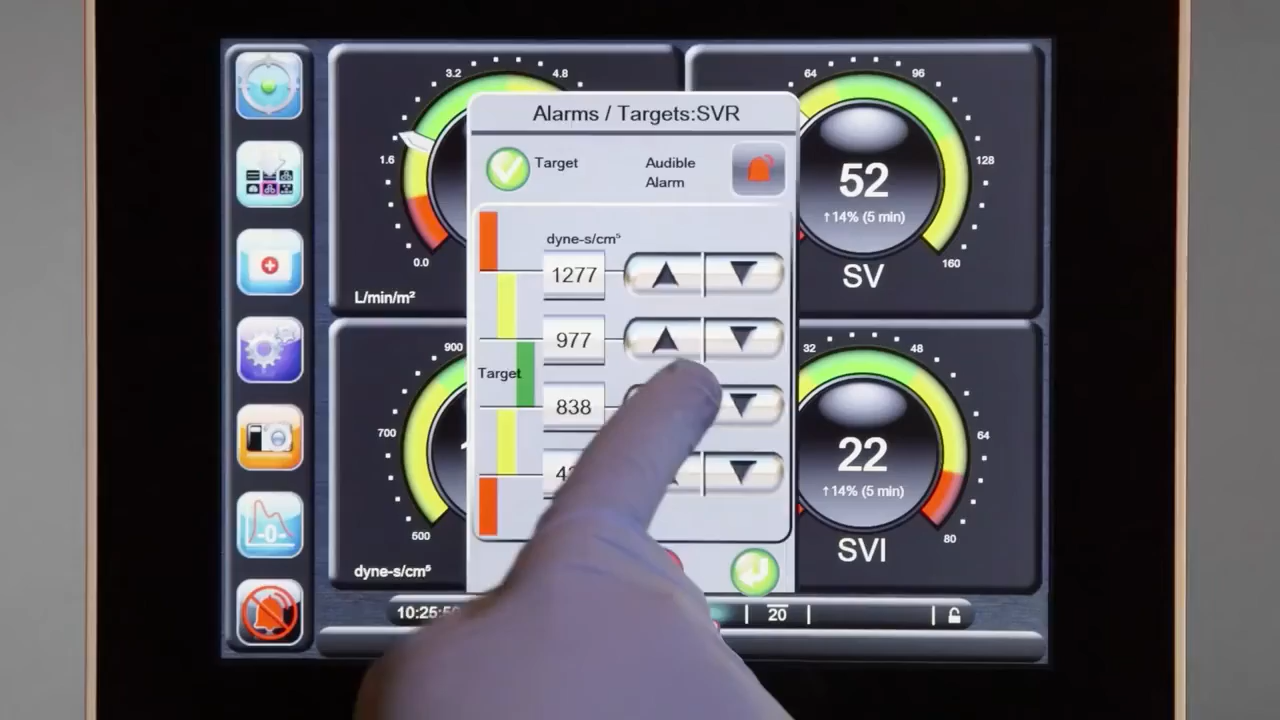 Alarms / Targets:SVR
Target
Audible
Alarm
dyne-s/cm⁵
1277
977
Target
838
3.2
4.8
1.6
0.0
L/min/m²
64
96
128
160
52
↑14% (5 min)
SV
900
700
500
dyne-s/cm⁵
32
48
64
80
22
↑14% (5 min)
SVI
-0-
20